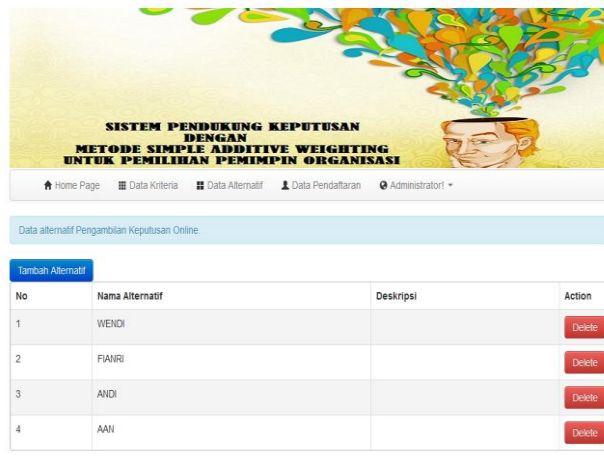 SISTEM PENDUKUNG KEPUTUSAN
DENGAN
METODE SIMPLE ADDITIVE WEIGHTING
UNTUK PEMILIHAN PEMIMPIN ORGANISASI
Home Page Data Kriteria Data Alternatif Data Pendaftaran Administrator!
Data alternatif Pengambilan Keputusan Online.
Tambah Alternatif
No Nama Alternatif Deskripsi Action
1 WENDI Delete
2 FIANRI Delete
3 ANDI Delete
4 AAN Delete